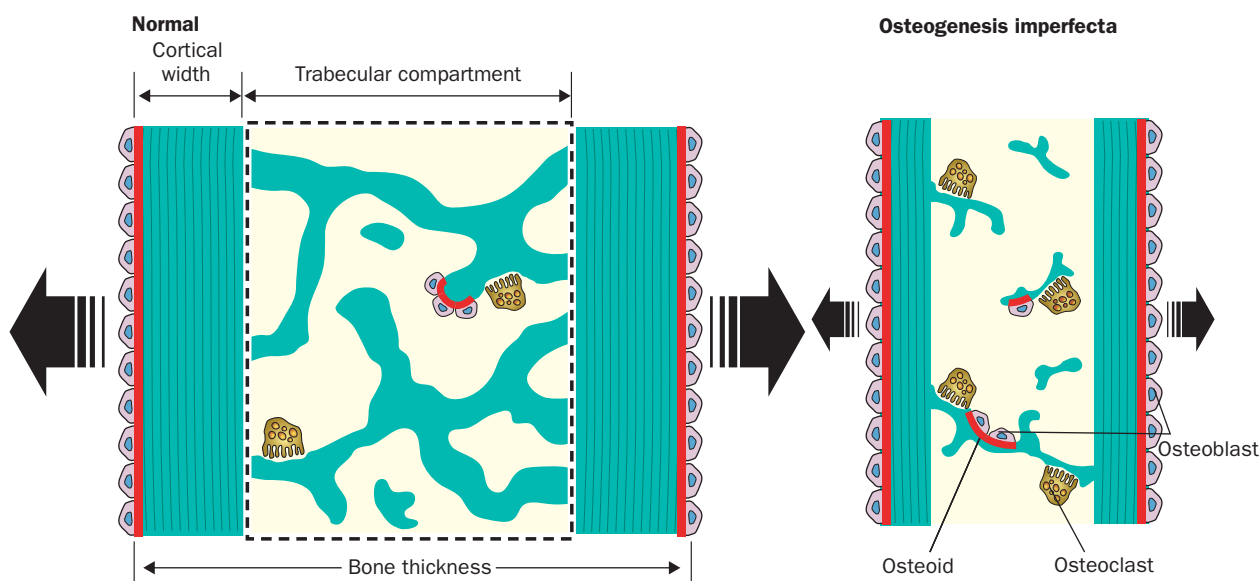 Normal
Osteogenesis imperfecta
Cortical
width
Trabecular compartment
Osteoblast
Bone thickness
Osteoid
Osteoclast